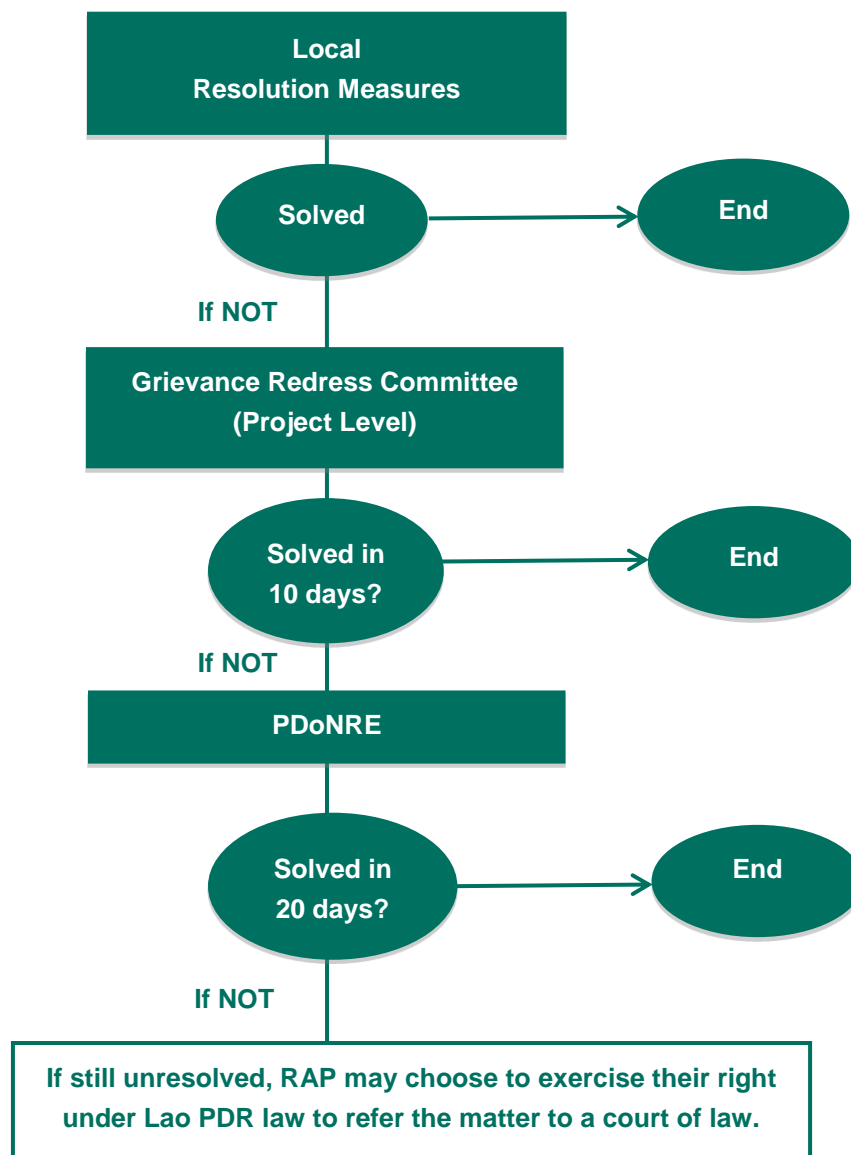 Local
Resolution Measures
Solved
End
If NOT
Grievance Redress Committee
(Project Level)
Solved in
10 days?
End
If NOT
PDoNRE
Solved in
20 days?
End
If NOT
If still unresolved, RAP may choose to exercise their right
under Lao PDR law to refer the matter to a court of law.